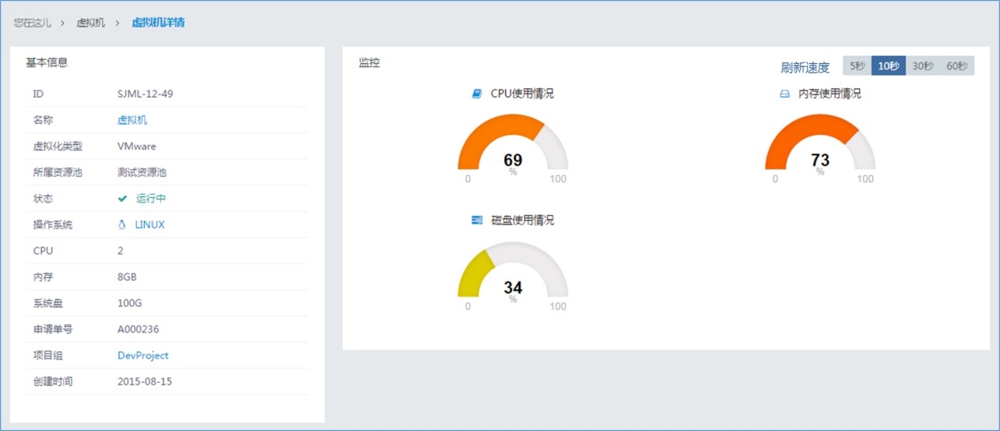 您在这儿 > 虚拟机 > 虚拟机详情
基本信息
ID SJML-12-49
名称 虚拟机
虚拟化类型 VMware
所属资源池 测试资源池
状态 运行中
操作系统 LINUX
CPU 2
内存 8GB
系统盘 100G
申请单号 A000236
项目组 DevProject
创建时间 2015-08-15
监控
刷新速度 5秒 10秒 30秒 60秒
CPU使用情况
69
%
0 100
内存使用情况
73
%
0 100
磁盘使用情况
34
%
0 100